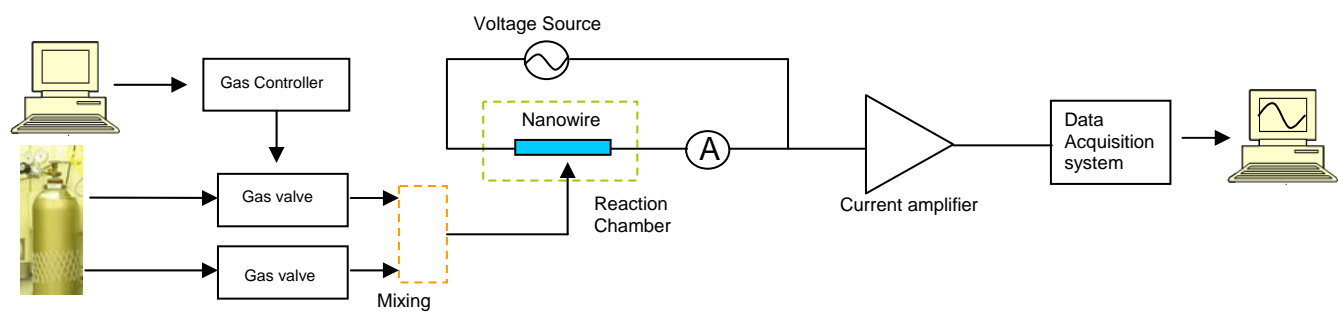 Voltage Source
Gas Controller
Nanowire
A
Data
Acquisition
system
Gas valve
Reaction
Chamber
Current amplifier
Gas valve
Mixing